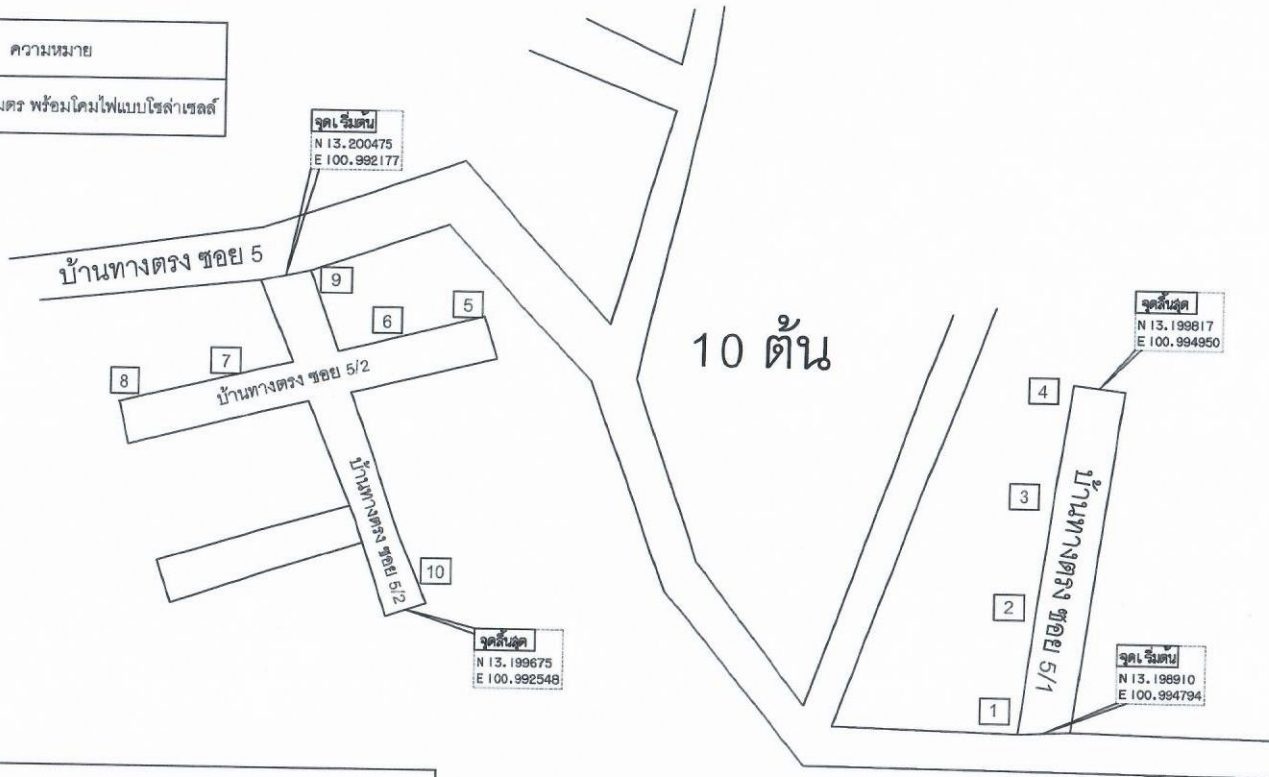 ความหมาย
มตร พร้อมโคมไฟแบบโซล่าเซลล์
จุดเริ่มต้น
N 13.200475
E 100.992177
บ้านทางตรง ซอย 5
9
5
6
7
8
บ้านทางตรง ซอย 5/2
บ้านทางตรง ซอย 5/2
10
จุดสิ้นสุด
N 13.199675
E 100.992548
10 ต้น
จุดสิ้นสุด
N 13.199817
E 100.994950
4
3
2
1
บ้านทางตรง ซอย 5/1
จุดเริ่มต้น
N 13.198910
E 100.994794